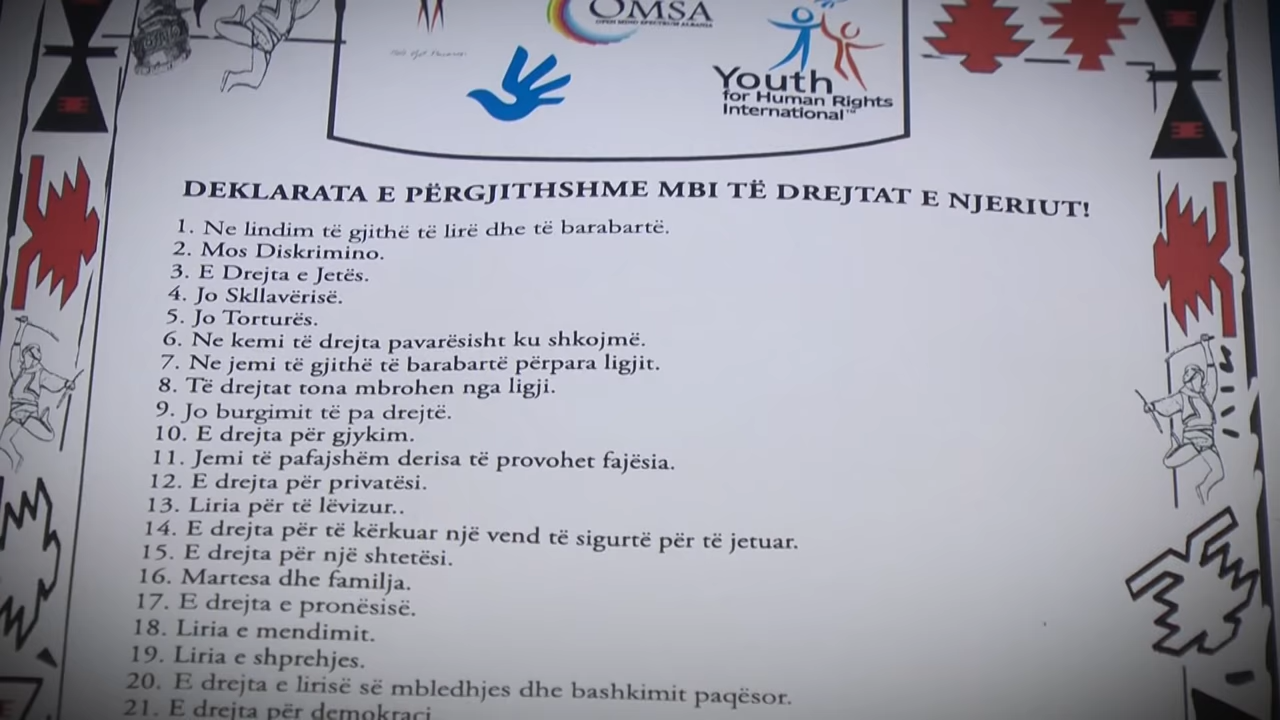 OMSA
OPEN MIND SPECTRUM ALBANIA
Youth
for Human Rights
International™
DEKLARATA E PËRGJITHSHME MBI TË DREJTAT E NJERIUT!
1. Ne lindim të gjithë të lirë dhe të barabartë.
2. Mos Diskrimino.
3. E Drejta e Jetës.
4. Jo Skllavërisë.
5. Jo Torturës.
6. Ne kemi të drejta pavarësisht ku shkojmë.
7. Ne jemi të gjithë të barabartë përpara ligjit.
8. Të drejtat tona mbrohen nga ligji.
9. Jo burgimit të pa drejtë.
10. E drejta për gjykim.
11. Jemi të pafajshëm derisa të provohet fajësia.
12. E drejta për privatësi.
13. Liria për të lëvizur..
14. E drejta për të kërkuar një vend të sigurtë për të jetuar.
15. E drejta për një shtetësi.
16. Martesa dhe familja.
17. E drejta e pronësisë.
18. Liria e mendimit.
19. Liria e shprehjes.
20. E drejta e lirisë së mbledhjes dhe bashkimit paqësor.
21. E drejta për demokraci